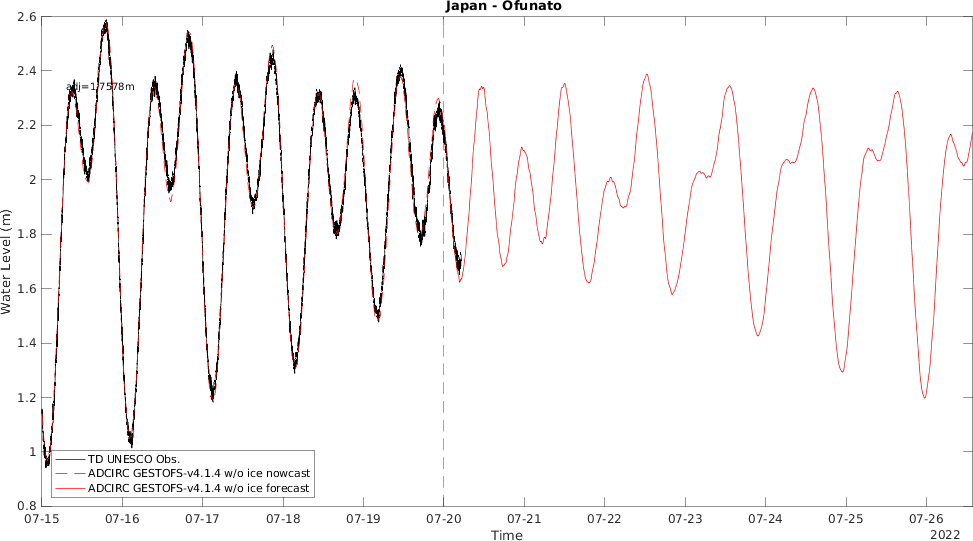 Japan - Ofunato
Water Level (m)
2.6
2.4
2.2
2
1.8
1.6
1.4
1.2
1
0.8
adj=1.7578m
TD UNESCO Obs.
ADCIRC GESTOFS-v4.1.4 w/o ice nowcast
ADCIRC GESTOFS-v4.1.4 w/o ice forecast
07-15 07-16 07-17 07-18 07-19 07-20 07-21 07-22 07-23 07-24 07-25 07-26
Time
2022